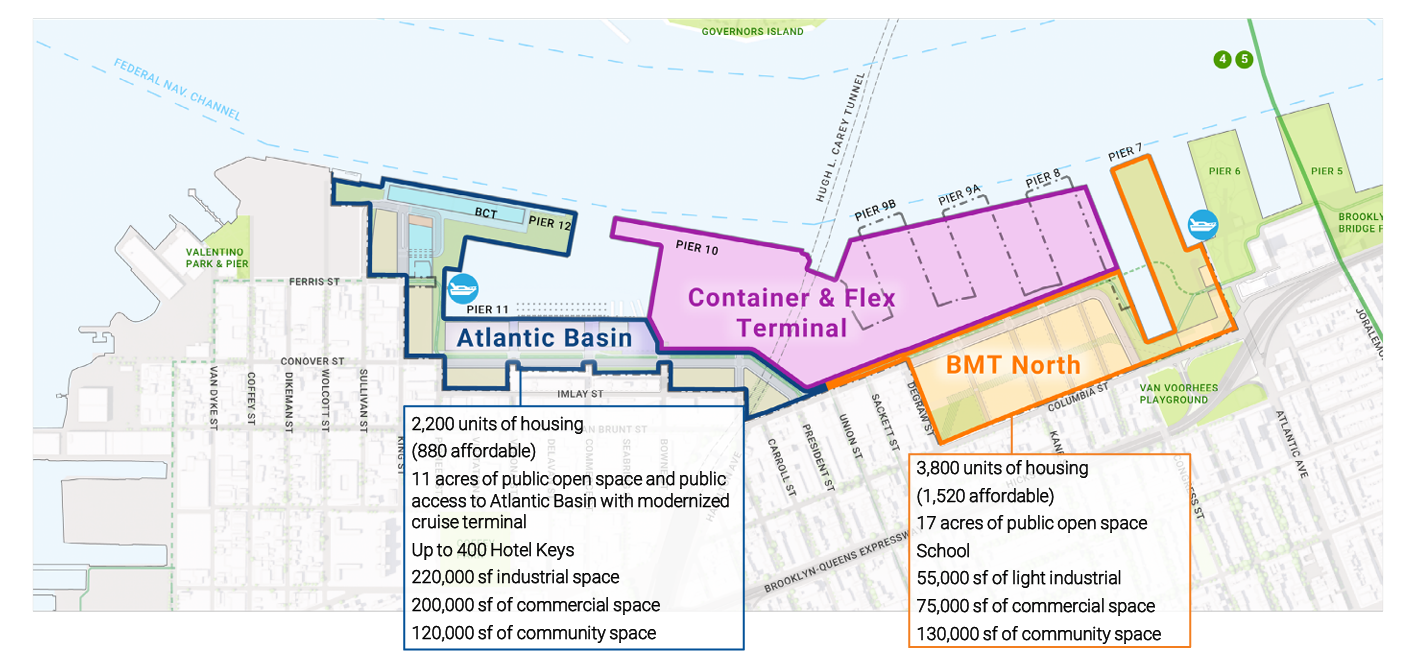 GOVERNORS ISLAND
FEDERAL NAV. CHANNEL
HUGH L. CAREY TUNNEL
4 5
PIER 7
PIER 8
PIER 9A
PIER 9B
PIER 6
PIER 5
BROOKLY
BRIDGE P
BCT
PIER 12
PIER 10
PIER 11
VALENTINO
PARK & PIER
FERRIS ST
Container & Flex
Terminal
Atlantic Basin
BMT North
CONOVER ST
IMLAY ST
VAN DYKE ST
COFFEY ST
DIKEMAN ST
WOLCOTT ST
SULLIVAN ST
KING ST
AN BRUNT ST
CARROLL ST
PRESIDENT ST
UNION ST
SACKETT ST
DEGRAW ST
COLUMBIA ST
VAN VOORHEES
PLAYGROUND
JORALEMO
ATLANTIC AVE
KANE
CONGRESS ST
HICKS
BROOKLYN-QUEENS EXPRESSWA
2,200 units of housing
(880 affordable)
11 acres of public open space and public
access to Atlantic Basin with modernized
cruise terminal
Up to 400 Hotel Keys
220,000 sf industrial space
200,000 sf of commercial space
120,000 sf of community space
3,800 units of housing
(1,520 affordable)
17 acres of public open space
School
55,000 sf of light industrial
75,000 sf of commercial space
130,000 sf of community space